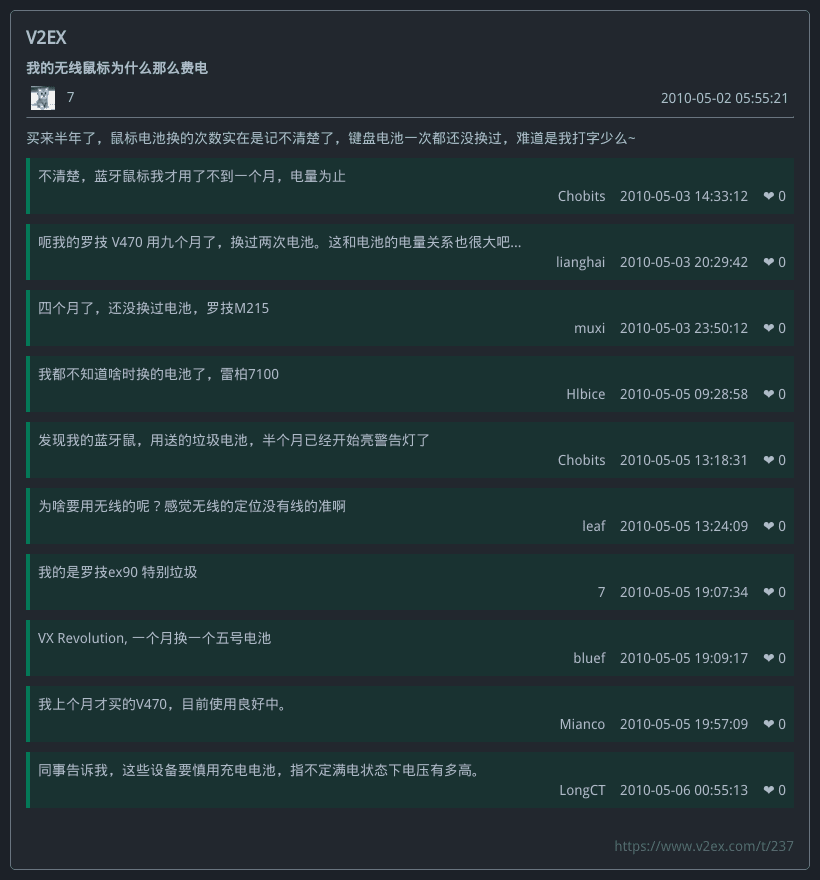 V2EX
我的无线鼠标为什么那么费电
7 2010-05-02 05:55:21
买来半年了，鼠标电池换的次数实在是记不清楚了，键盘电池一次都还没换过，难道是我打字少么~
不清楚，蓝牙鼠标我才用了不到一个月，电量为止
Chobits 2010-05-03 14:33:12 ❤ 0
呃我的罗技 V470 用九个月了，换过两次电池。这和电池的电量关系也很大吧...
lianghai 2010-05-03 20:29:42 ❤ 0
四个月了，还没换过电池，罗技M215
muxi 2010-05-03 23:50:12 ❤ 0
我都不知道啥时换的电池了，雷柏7100
Hlbice 2010-05-05 09:28:58 ❤ 0
发现我的蓝牙鼠，用送的垃圾电池，半个月已经开始亮警告灯了
Chobits 2010-05-05 13:18:31 ❤ 0
为啥要用无线的呢？感觉无线的定位没有线的准啊
leaf 2010-05-05 13:24:09 ❤ 0
我的是罗技ex90 特别垃圾
7 2010-05-05 19:07:34 ❤ 0
VX Revolution, 一个月换一个五号电池
bluef 2010-05-05 19:09:17 ❤ 0
我上个月才买的V470，目前使用良好中。
Mianco 2010-05-05 19:57:09 ❤ 0
同事告诉我，这些设备要慎用充电电池，指不定满电状态下电压有多高。
LongCT 2010-05-06 00:55:13 ❤ 0
https://www.v2ex.com/t/237